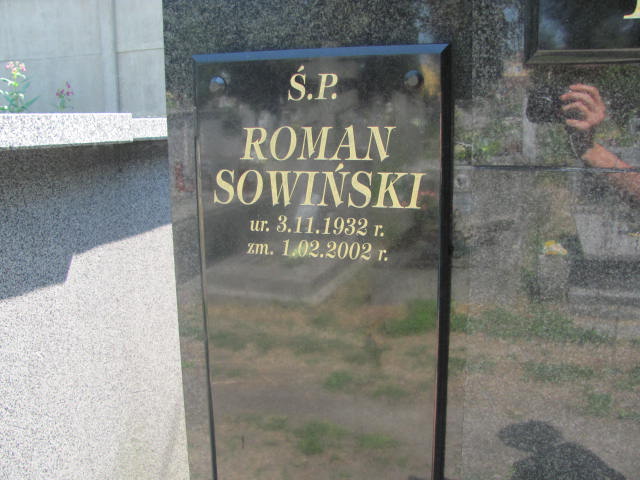 Ś.P.
ROMAN
SOWIŃSKI
ur. 3.11.1932 r.
zm. 1.02.2002 r.